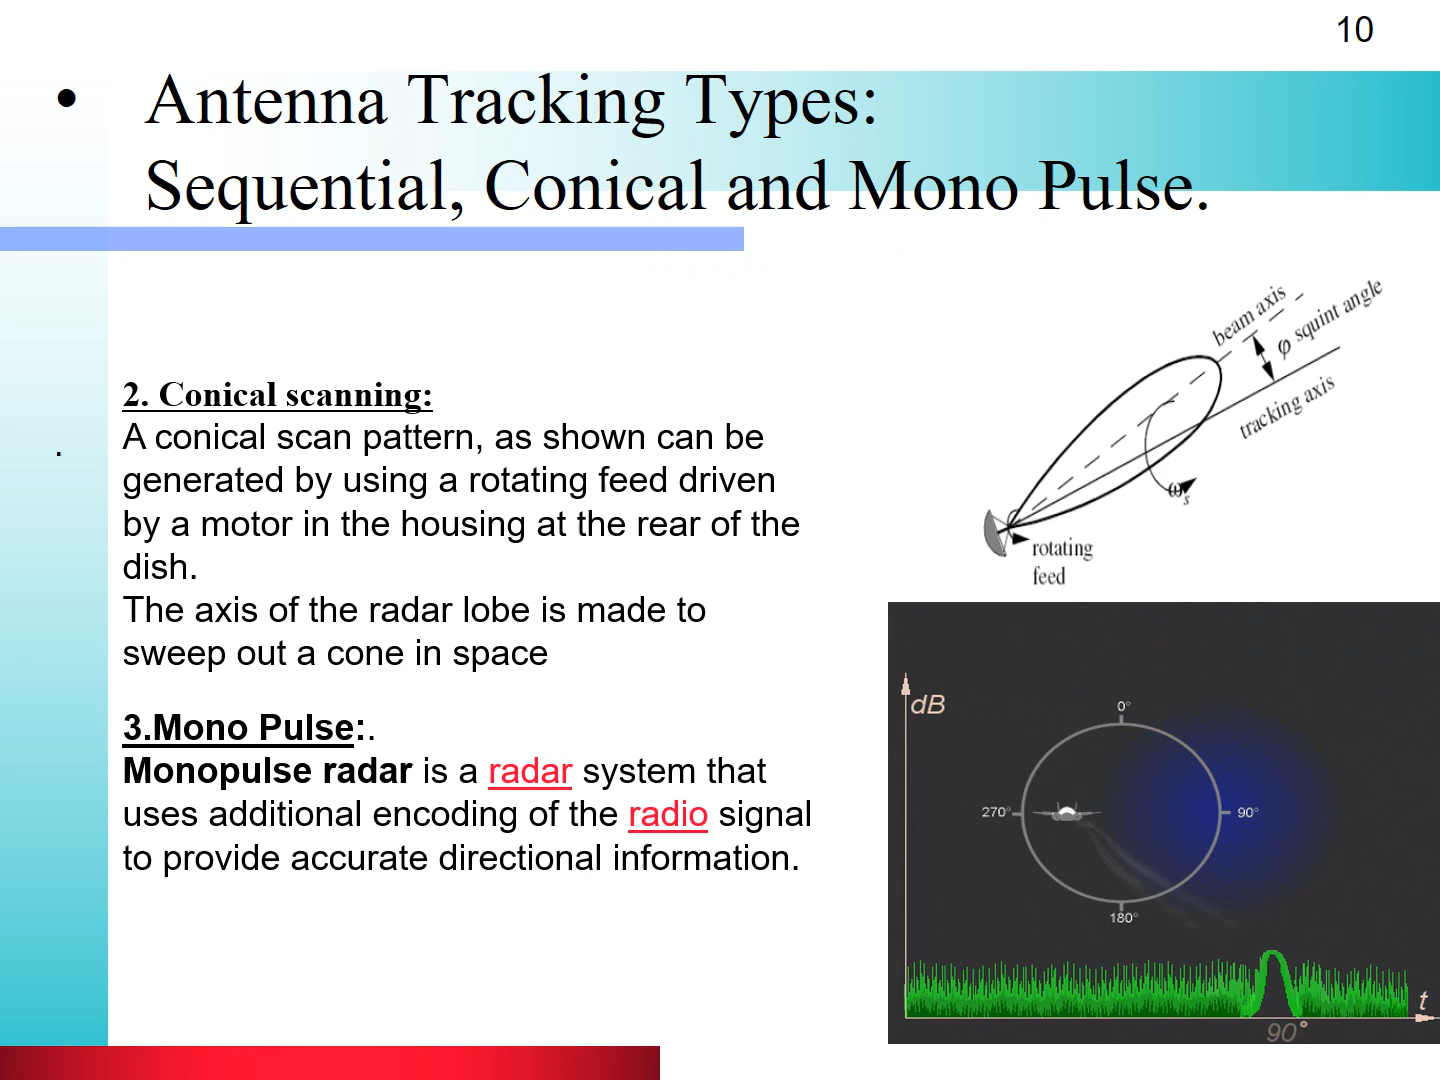 10
• Antenna Tracking Types:
Sequential, Conical and Mono Pulse.
2. Conical scanning:
. A conical scan pattern, as shown can be
generated by using a rotating feed driven
by a motor in the housing at the rear of the
dish.
The axis of the radar lobe is made to
sweep out a cone in space
3.Mono Pulse:.
Monopulse radar is a radar system that
uses additional encoding of the radio signal
to provide accurate directional information.
beam axis
φ squint angle
tracking axis
ωs
rotating
feed
dB
0°
270°
90°
180°
t
90°